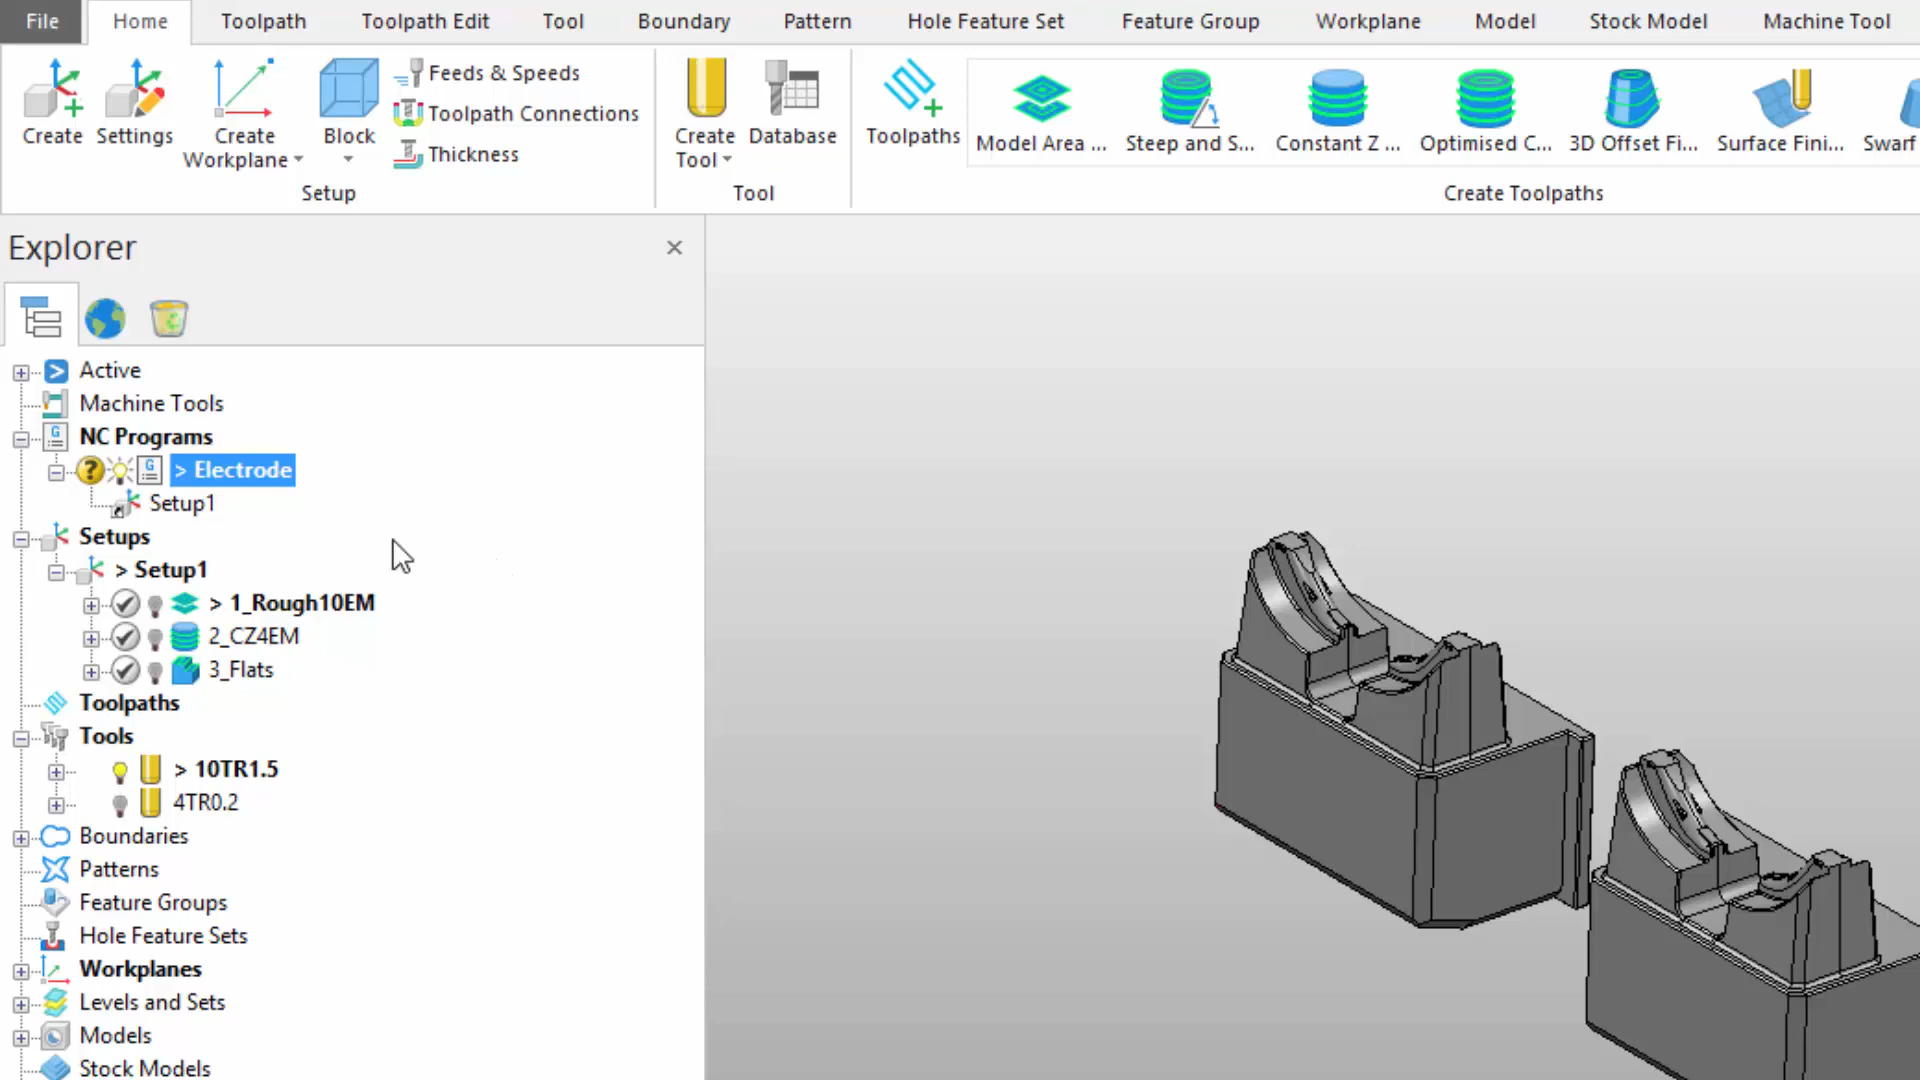 File Home Toolpath Toolpath Edit Tool Boundary Pattern Hole Feature Set Feature Group Workplane Model Stock Model Machine Tool
Create
Settings
Create Workplane
Block
Feeds & Speeds
Toolpath Connections
Thickness
Setup
Create Tool
Database
Tool
Toolpaths
Model Area ...
Steep and S...
Constant Z ...
Optimised C...
3D Offset Fi...
Surface Fini...
Swarf
Create Toolpaths
Explorer
Active
Machine Tools
NC Programs
> Electrode
Setup1
Setups
> Setup1
> 1_Rough10EM
2_CZ4EM
3_Flats
Toolpaths
Tools
> 10TR1.5
4TR0.2
Boundaries
Patterns
Feature Groups
Hole Feature Sets
Workplanes
Levels and Sets
Models
Stock Models